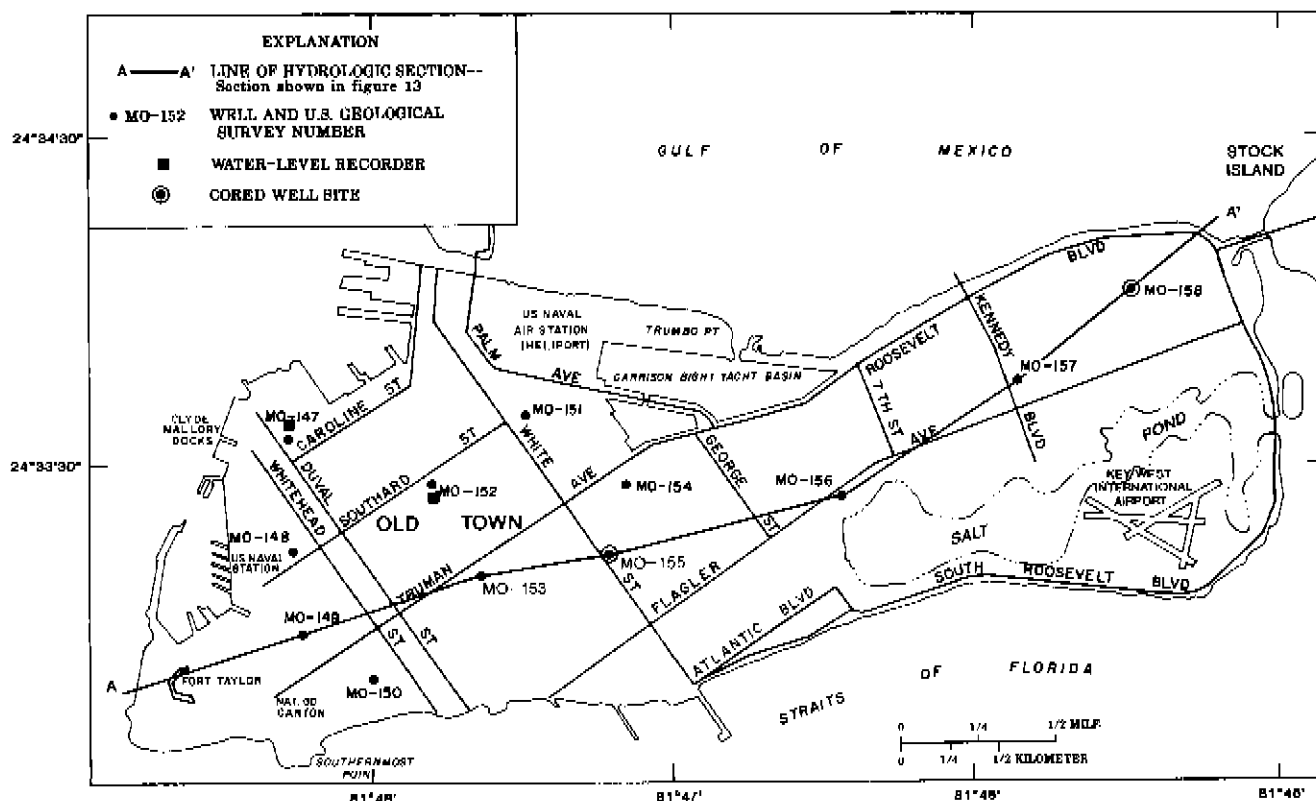 EXPLANATION
A A' LINE OF HYDROLOGIC SECTION--
Section shown in figure 13
MO-152 WELL AND U.S. GEOLOGICAL
SURVEY NUMBER
WATER-LEVEL RECORDER
CORED WELL SITE
24°34'30"
GULF OF MEXICO
STOCK
ISLAND
A'
BLVD
MO-158
KENNEDY
US NAVAL
AIR STATION
(HELIPORT)
TRUMBO PT
PALM
AVE
GARRISON BIGHT YACHT BASIN
ROOSEVELT
7 TH ST
MO-157
BLVD
CLYDE
MALLORY
DOCKS
MO-147
CAROLINE ST
MO-151
POND
24°33'30"
WHITEHEAD
DUVAL
SOUTHARD
ST
WHITE
AVE
GEORGE
ST
AVE
MO-152
MO-154
MO-156
KEY WEST
INTERNATIONAL
AIRPORT
OLD TOWN
MO-148
US NAVAL
STATION
SALT
MO-155
TRUMAN
MO-153
ST
FLAGLER
SOUTH ROOSEVELT BLVD
MO-149
ST
ST
ATLANTIC BLVD
A
FORT TAYLOR
MO-150
OF FLORIDA
STRAITS
SOUTHERNMOST
POINT
0 1/4 1/2 MILE
0 1/4 1/2 KILOMETER
81°48'
81°47'
81°46'